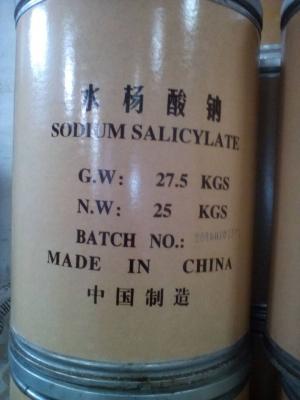 水杨酸钠
SODIUM SALICYLATE
G.W: 27.5 KGS
N.W: 25 KGS
BATCH NO.:
MADE IN CHINA
中国制造